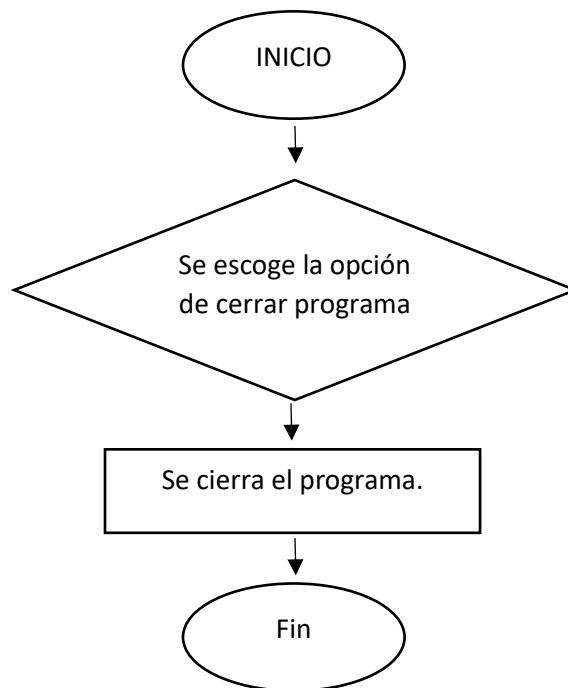 INICIO
Se escoge la opción
de cerrar programa
Se cierra el programa.
Fin